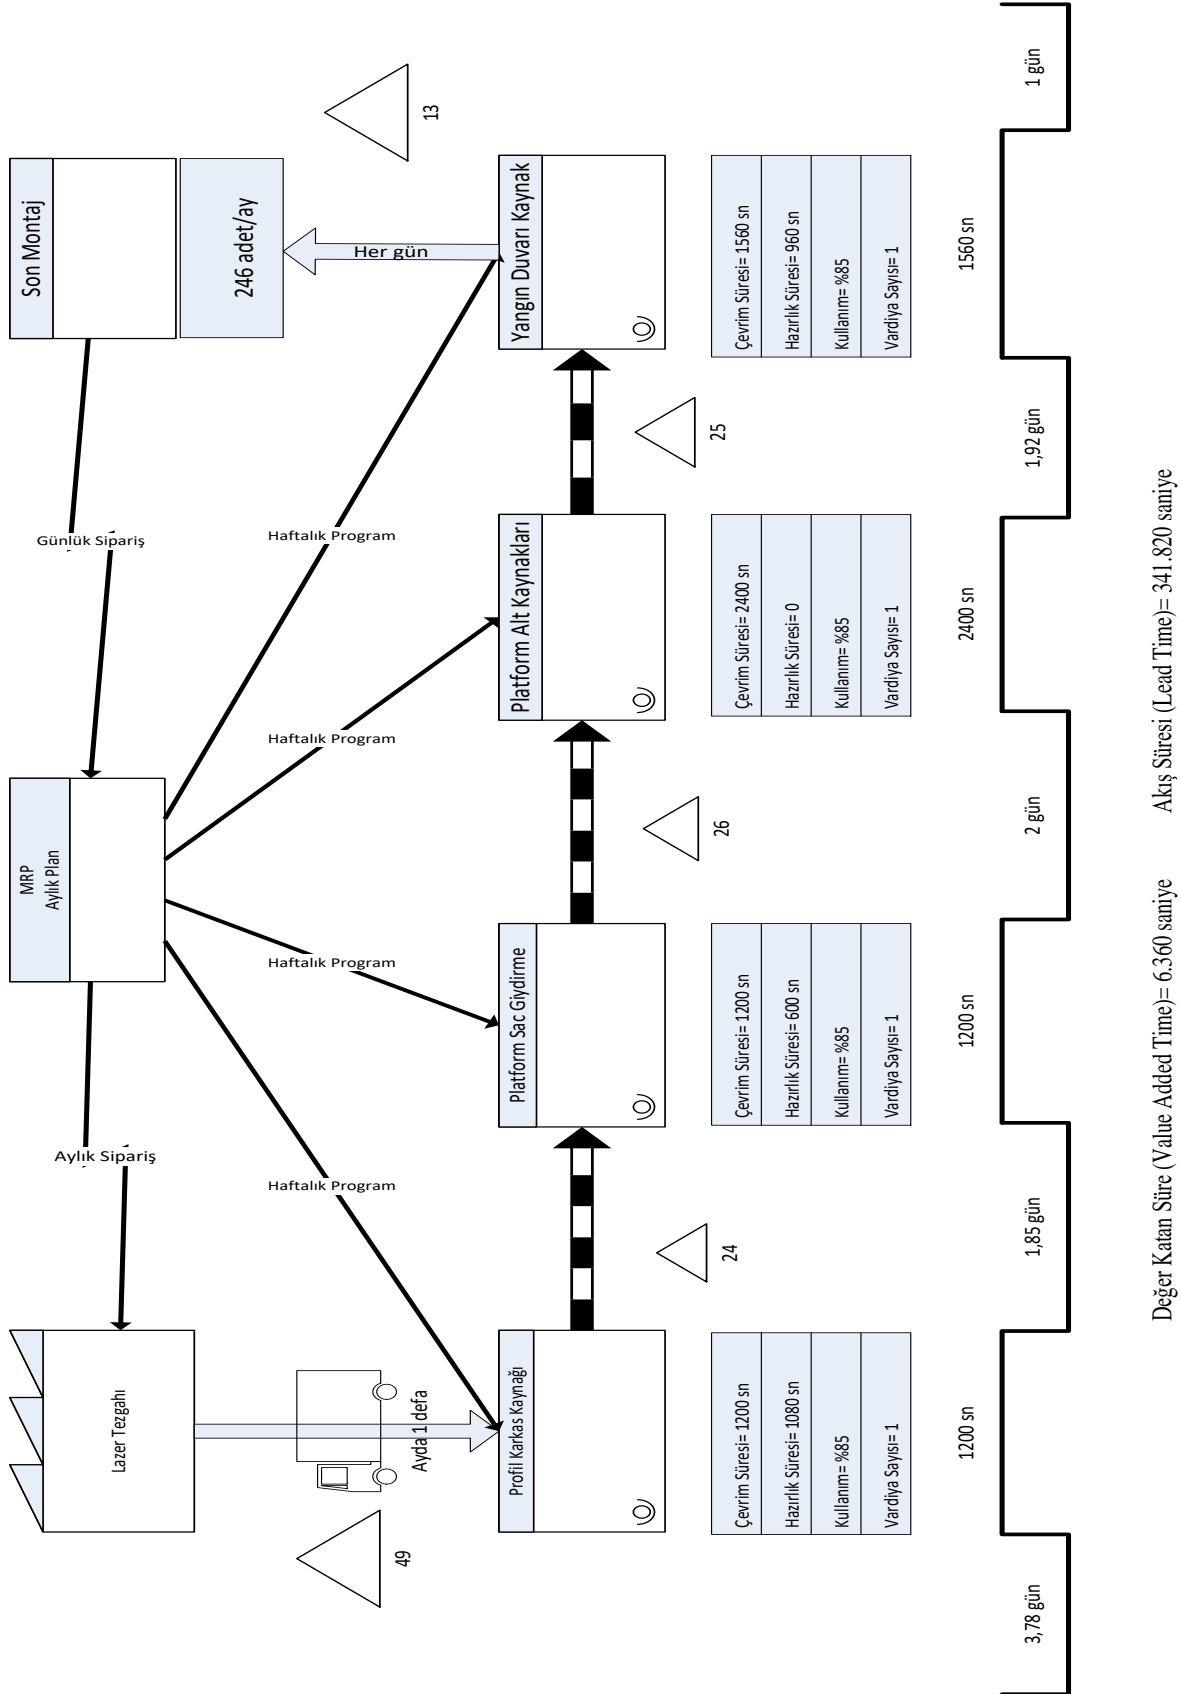 Lazer Tezgahı
Aylık Sipariş
MRP
Aylık Plan
Günlük Sipariş
Son Montaj
246 adet/ay
49
Ayda 1 defa
Haftalık Program
Haftalık Program
Haftalık Program
Haftalık Program
Her gün
13
Profil Karkas Kaynağı
24
Platform Sac Giydirme
26
Platform Alt Kaynakları
25
Yangın Duvarı Kaynak
Çevrim Süresi= 1200 sn
Hazırlık Süresi= 1080 sn
Kullanım= %85
Vardiya Sayısı= 1
Çevrim Süresi= 1200 sn
Hazırlık Süresi= 600 sn
Kullanım= %85
Vardiya Sayısı= 1
Çevrim Süresi= 2400 sn
Hazırlık Süresi= 0
Kullanım= %85
Vardiya Sayısı= 1
Çevrim Süresi= 1560 sn
Hazırlık Süresi= 960 sn
Kullanım= %85
Vardiya Sayısı= 1
3,78 gün
1200 sn
1,85 gün
1200 sn
2 gün
2400 sn
1,92 gün
1560 sn
1 gün
Değer Katan Süre (Value Added Time)= 6.360 saniye Akış Süresi (Lead Time)= 341.820 saniye